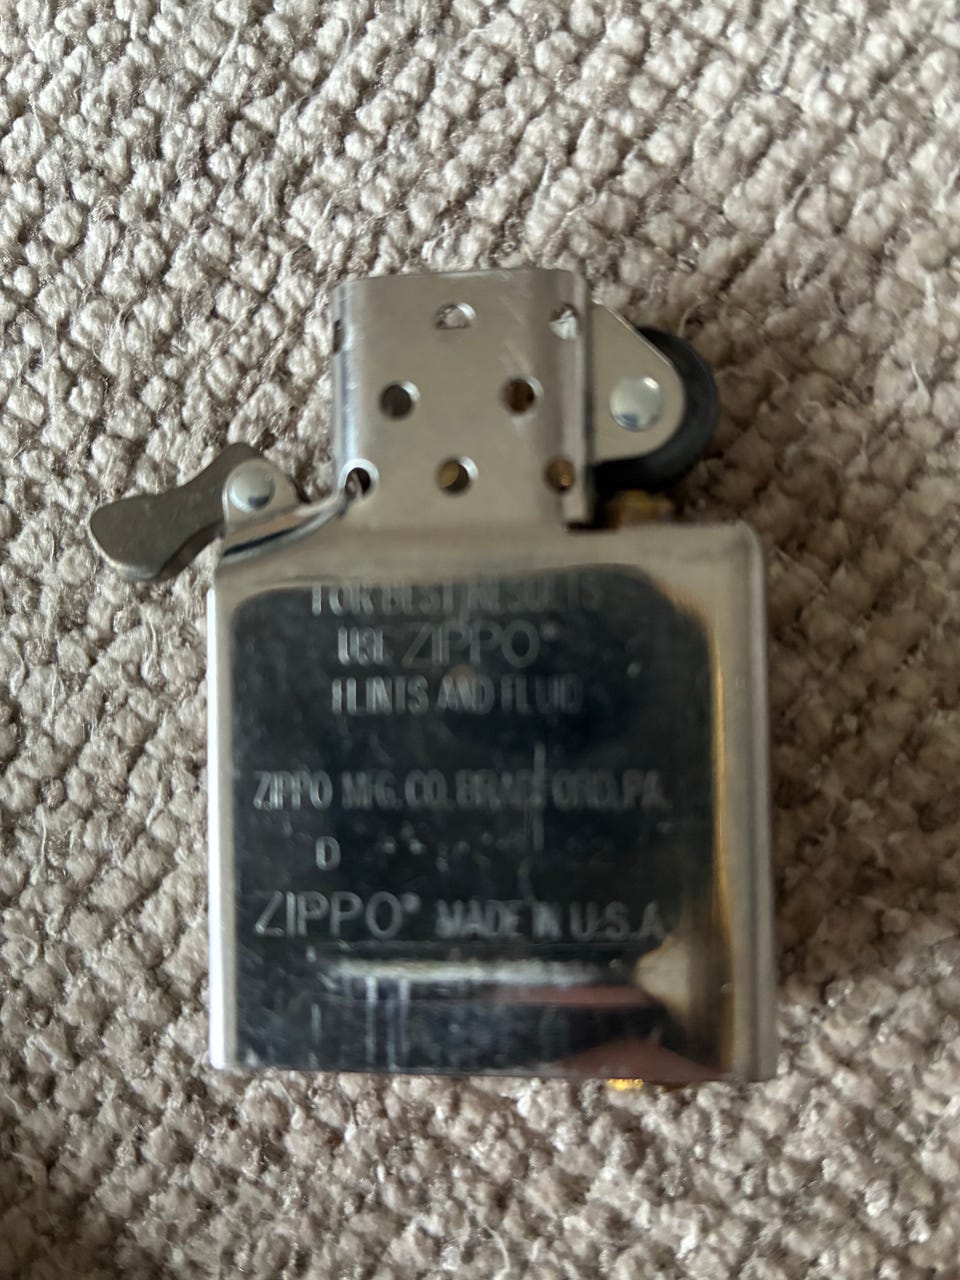 FOR BEST RESULTS
USE ZIPPO®
FLINTS AND FLUID
ZIPPO MFG. CO. BRADFORD, PA.
D
ZIPPO® MADE IN U.S.A